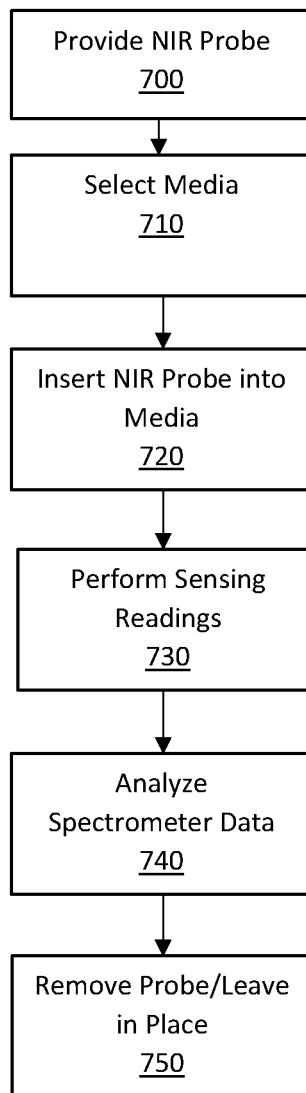 Provide NIR Probe
700
Select Media
710
Insert NIR Probe into
Media
720
Perform Sensing
Readings
730
Analyze
Spectrometer Data
740
Remove Probe/Leave
in Place
750